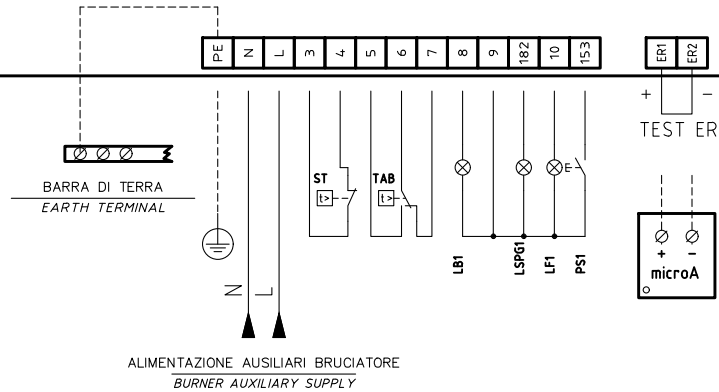 PE N L 3 4 5 6 7 8 9 182 10 153 ER1 ER2
+ −
TEST ER
BARRA DI TERRA
EARTH TERMINAL
ST
t>
TAB
t>
E
LB1
LSPG1
LF1
PS1
+ −
microA
N
L
ALIMENTAZIONE AUSILIARI BRUCIATORE
BURNER AUXILIARY SUPPLY